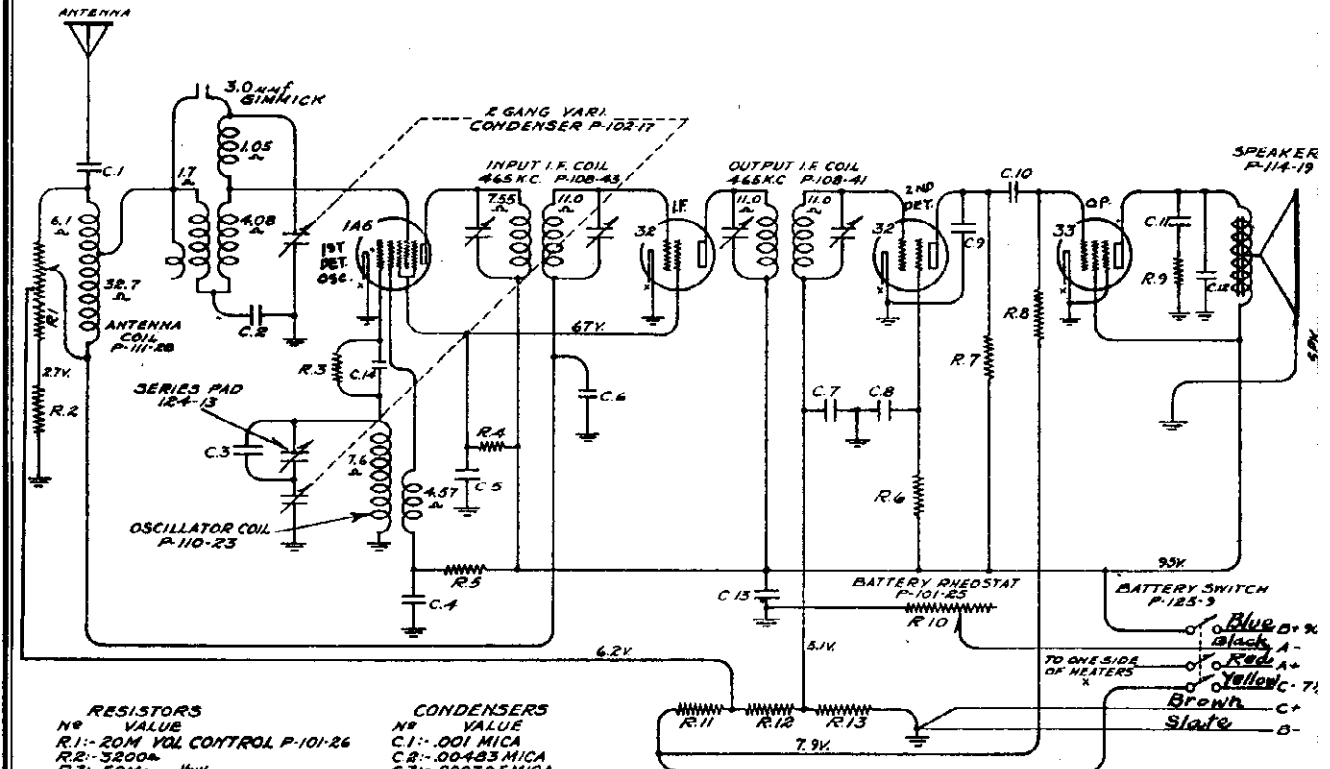 ANTENNA
3.0 mmf
GIMMICK
2 GANG VARI.
CONDENSER P-102-17
C.1
1.7
Ω
1.05
Ω
4.08
Ω
6.1
Ω
32.7
Ω
R.1
ANTENNA
COIL
P-111-28
2.7V.
R.2
C.2
1A6
1ST
DET.
OSC.
INPUT I.F. COIL
465 K.C. P-108-43
7.55
Ω
11.0
Ω
I.F.
32
x
OUTPUT I.F. COIL
465 K.C P-108-41
11.0
Ω
11.0
Ω
2ND
DET.
32
x
C.9
C.10
O.P.
33
x
C.11
R.9
C.12
SPEAKER
P-114-19
SPK.
67V.
R.3
C.14
C.6
R.4
C.5
C.7
C.8
R.6
R.7
R.8
SERIES PAD
124-13
C.3
7.6
Ω
4.57
Ω
OSCILLATOR COIL
P-110-23
R.5
C.4
C.13
BATTERY RHEOSTAT
P-101-25
R.10
95V.
BATTERY SWITCH
P-125-9
Blue B+
Black A-
TO ONE SIDE
OF HEATERS
x
Red A+
Yellow C-
Brown C+
Slate B-
6.2V.
5.1V.
R.11
R.12
R.13
7.9V.
RESISTORS
Nº VALUE
R.1:-20M VOL CONTROL P-101-26
R.2:-3200Ω
CONDENSERS
Nº VALUE
C.1:-.001 MICA
C.2:-.00483 MICA